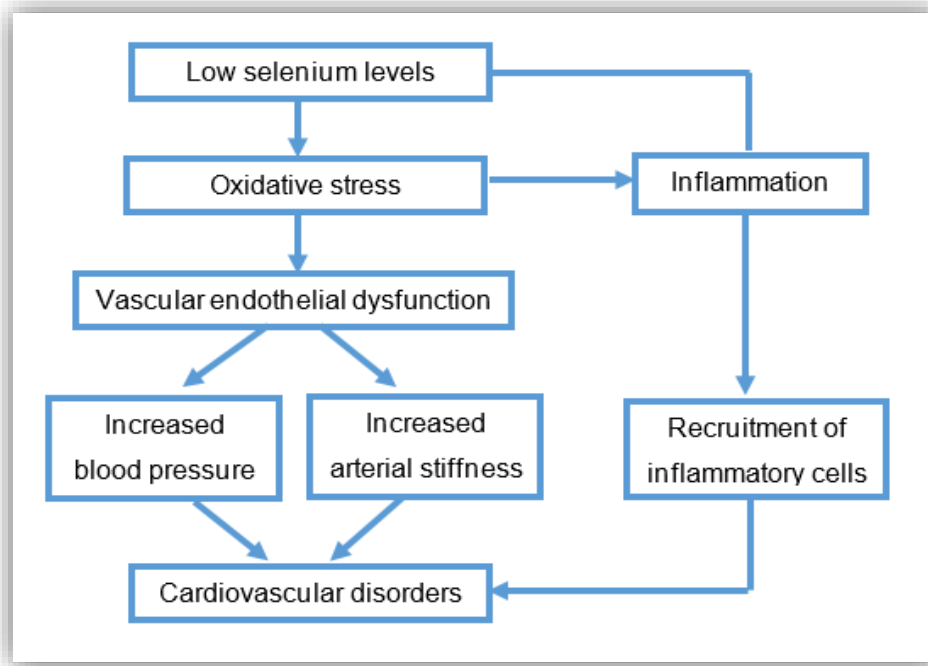 Low selenium levels
Oxidative stress
Inflammation
Vascular endothelial dysfunction
Increased
blood pressure
Increased
arterial stiffness
Recruitment of
inflammatory cells
Cardiovascular disorders